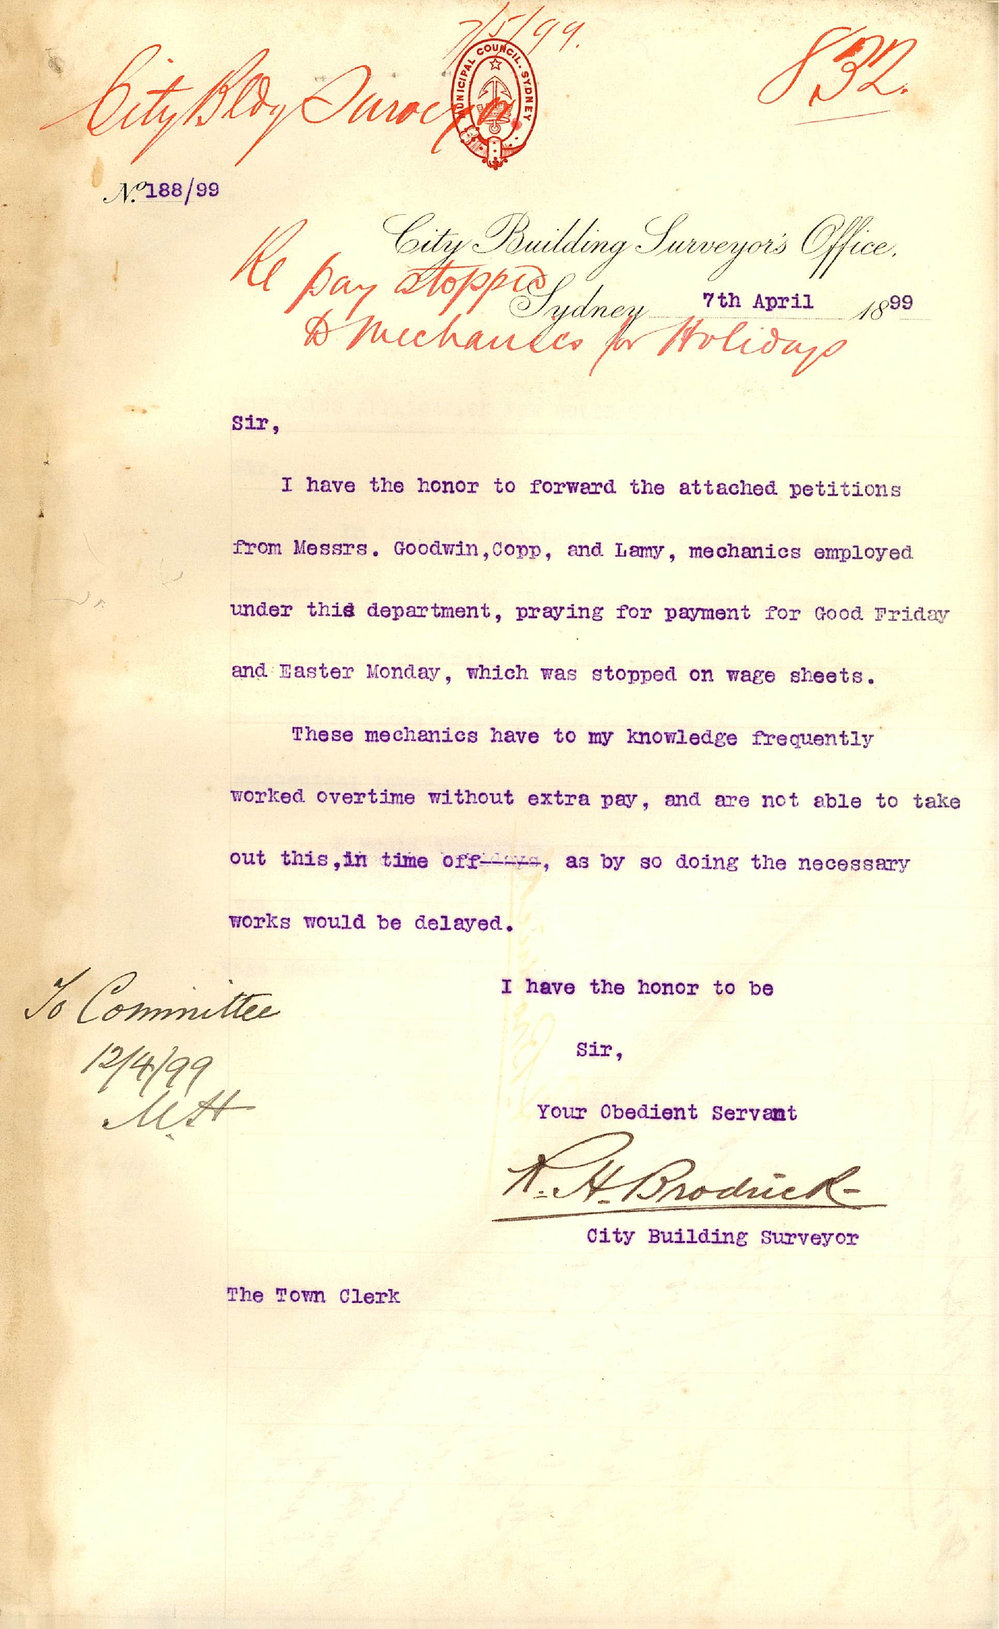 7/5/99.
832.
City Bldg Surveyor
MUNICIPAL COUNCIL. SYDNEY
No. 188/99
City Building Surveyor's Office.
Re pay stopped
Sydney 7th April 1899
to Mechanics for Holidays
Sir,
I have the honor to forward the attached petitions
from Messrs. Goodwin,Copp, and Lamy, mechanics employed
under this department, praying for payment for Good Friday
and Easter Monday, which was stopped on wage sheets.
These mechanics have to my knowledge frequently
worked overtime without extra pay, and are not able to take
out this,in time off days, as by so doing the necessary
works would be delayed.
I have the honor to be
To Committee
Sir,
12/4/99
Your Obedient Servant
R. H. Brodrick
City Building Surveyor
The Town Clerk